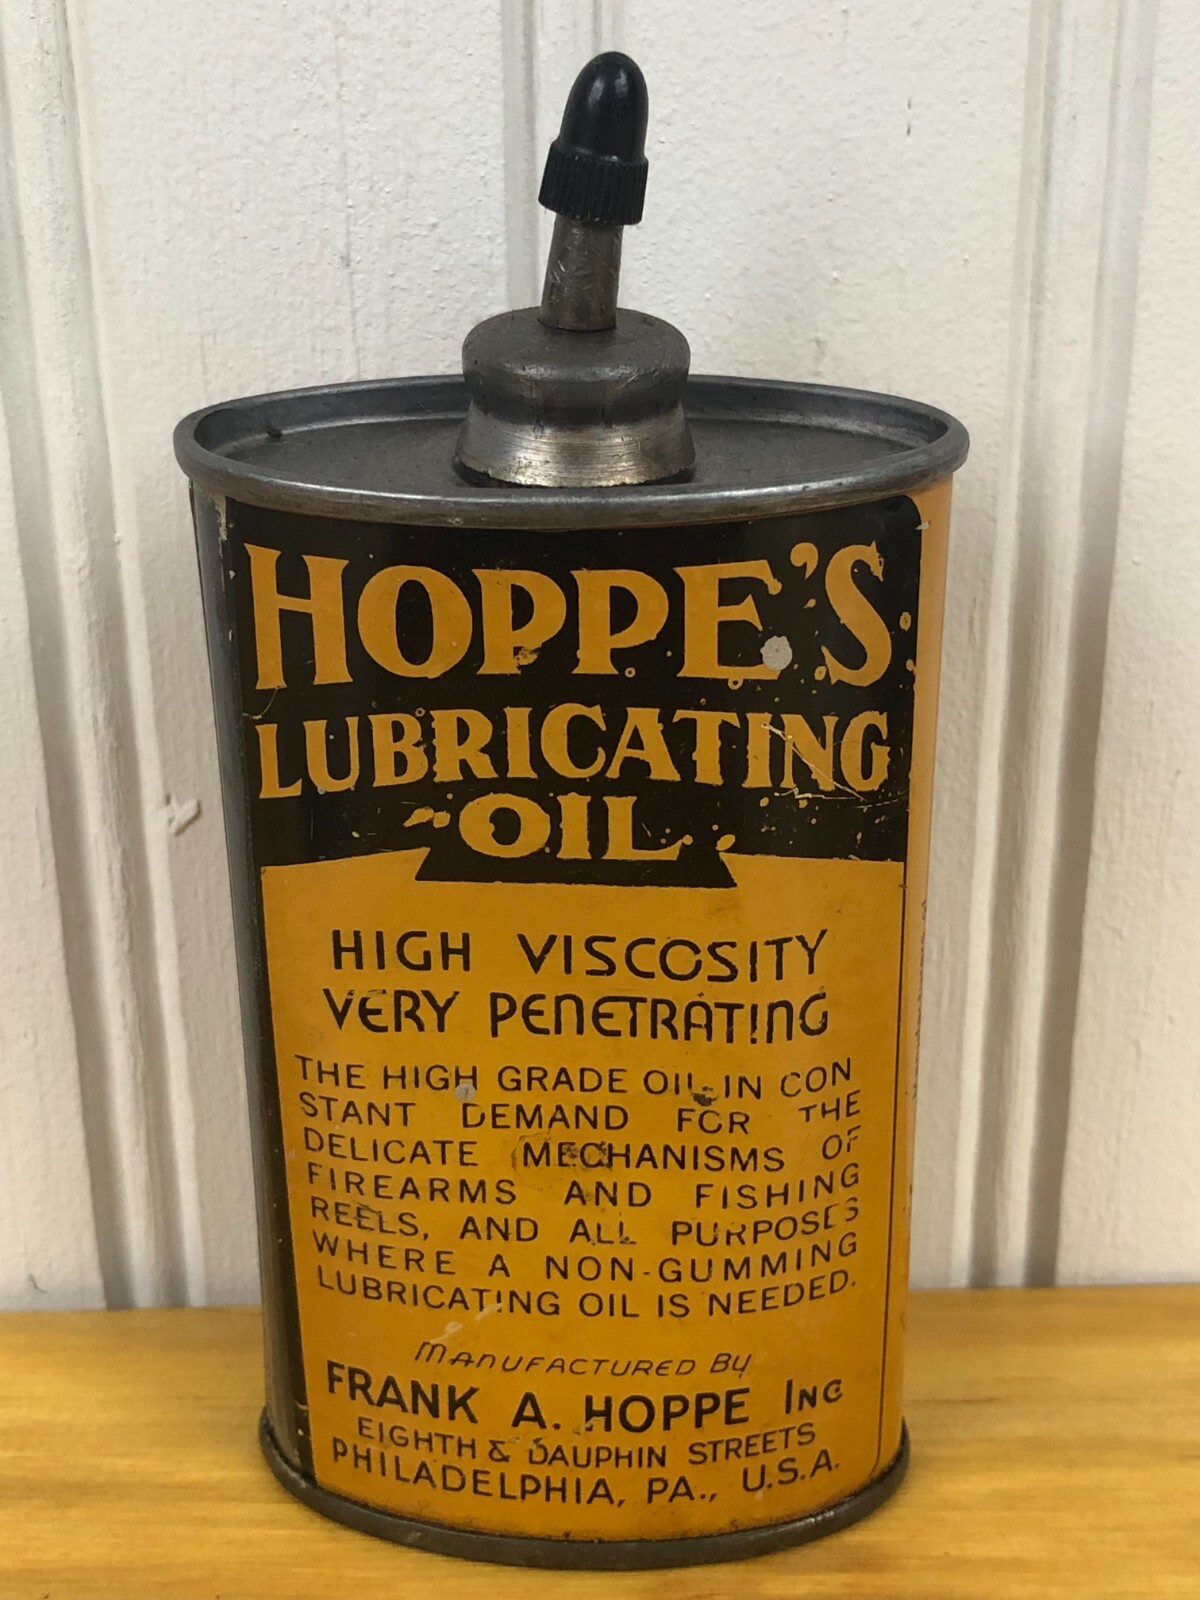 HOPPE'S
LUBRICATING
OIL
HIGH VISCOSITY
VERY PENETRATING
THE HIGH GRADE OIL-IN CON
STANT DEMAND FOR THE
DELICATE MECHANISMS OF
FIREARMS AND FISHING
REELS, AND ALL PURPOSES
WHERE A NON-GUMMING
LUBRICATING OIL IS NEEDED.
MANUFACTURED By
FRANK A. HOPPE INC
EIGHTH & DAUPHIN STREETS
PHILADELPHIA, PA., U.S.A.